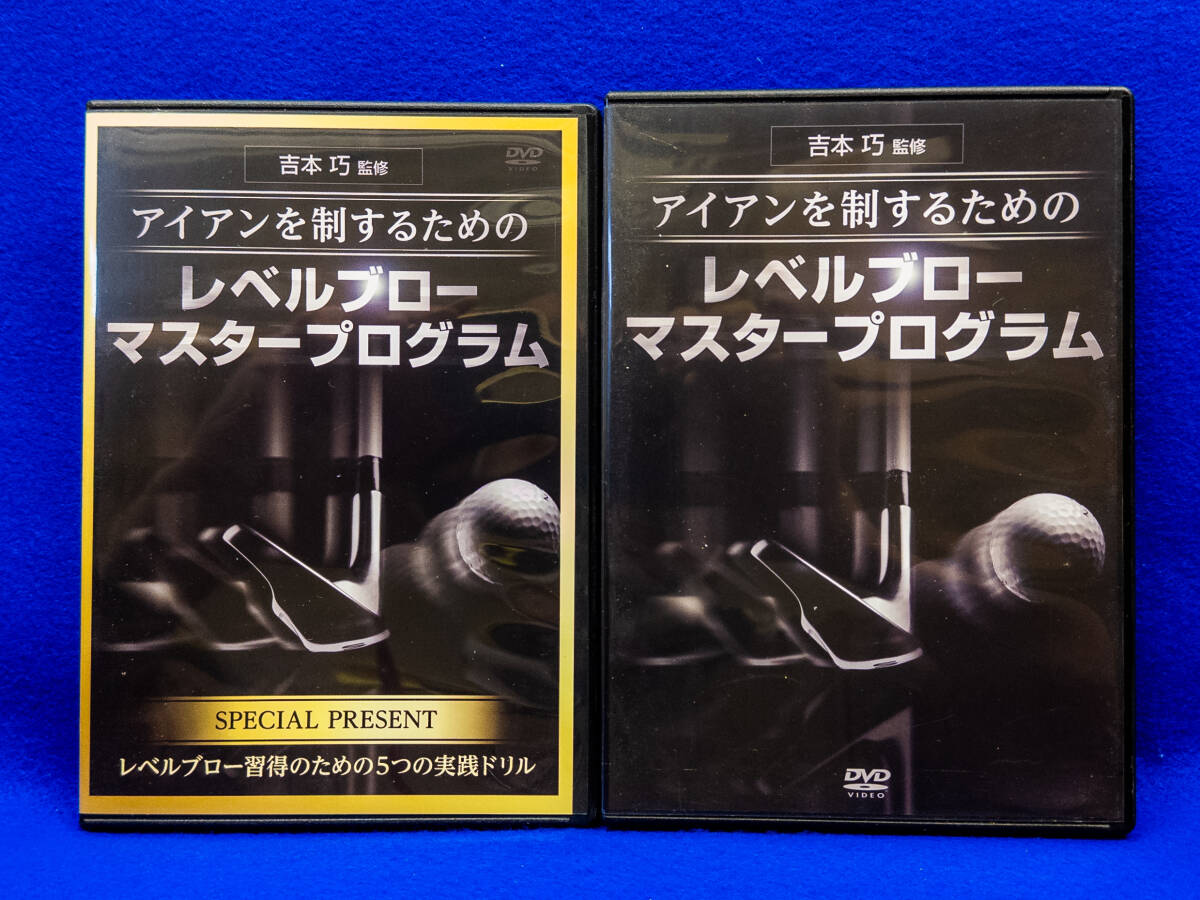 吉本 巧 監修
DVD
VIDEO
アイアンを制するための
レベルブロー
マスタープログラム
SPECIAL PRESENT
レベルブロー習得のための5つの実践ドリル
吉本 巧 監修
アイアンを制するための
レベルブロー
マスタープログラム
DVD
VIDEO